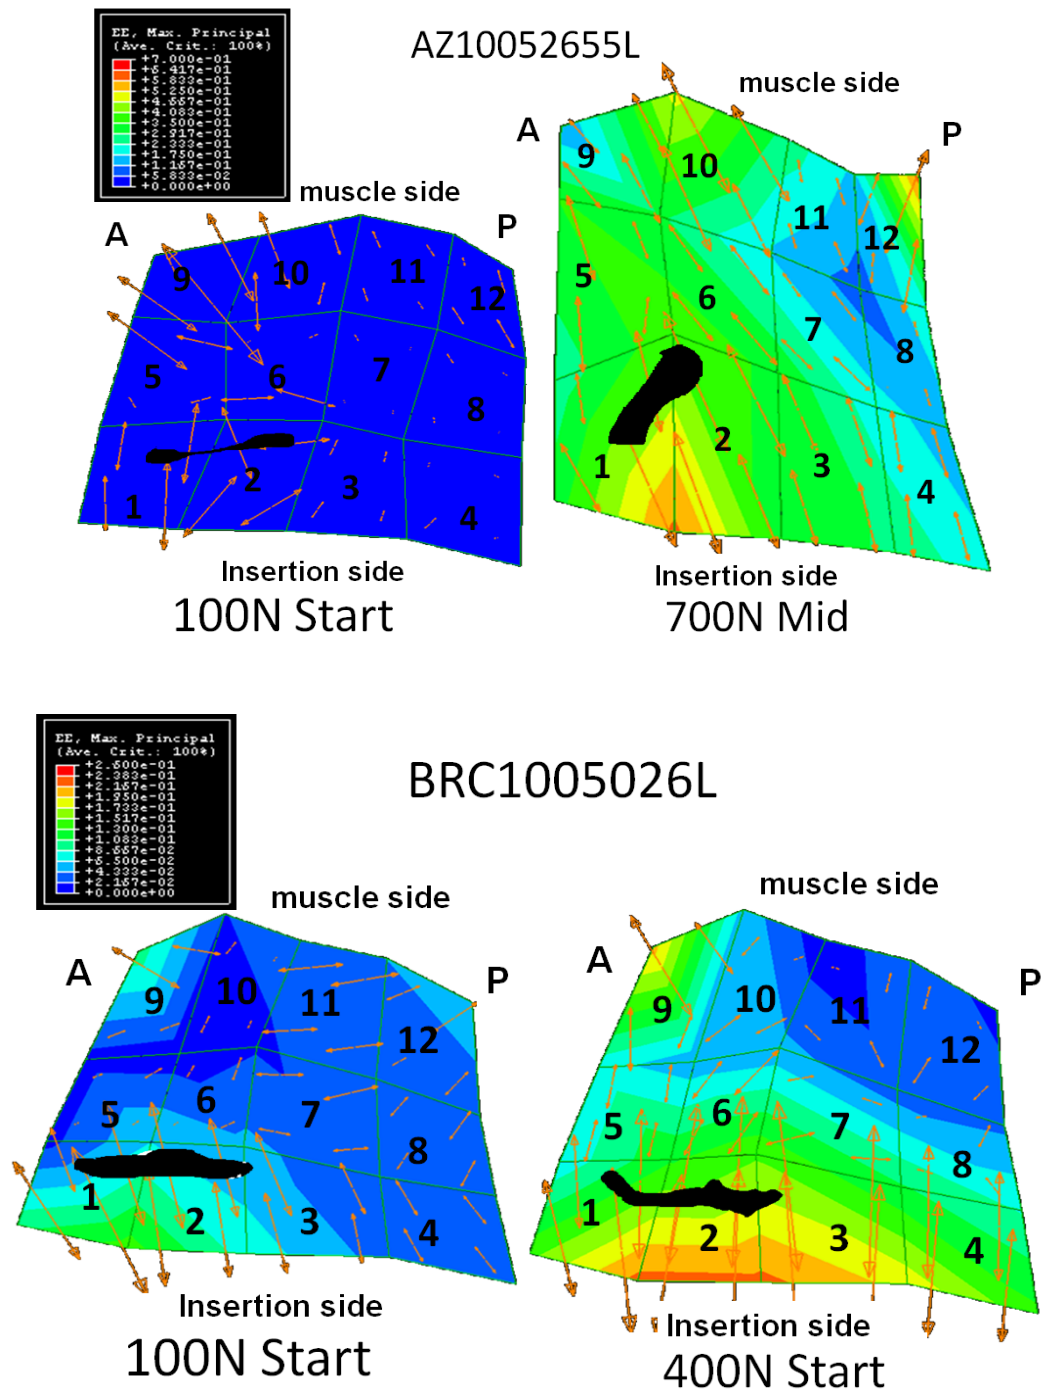 AZ10052655L
EE, Max. Principal
(Ave. Crit.: 100%)
+7.000e-01
+6.417e-01
+5.833e-01
+5.250e-01
+4.667e-01
+4.083e-01
+3.500e-01
+2.917e-01
+2.333e-01
+1.750e-01
+1.167e-01
+5.833e-02
+0.000e+00
muscle side
A
P
9
10
11
12
5
6
7
8
1
2
3
4
Insertion side
100N Start
muscle side
A
P
9
10
11
12
5
6
7
8
1
2
3
4
Insertion side
700N Mid
BRC1005026L
EE, Max. Principal
(Ave. Crit.: 100%)
+2.600e-01
+2.383e-01
+2.167e-01
+1.950e-01
+1.733e-01
+1.517e-01
+1.300e-01
+1.083e-01
+8.667e-02
+6.500e-02
+4.333e-02
+2.167e-02
+0.000e+00
muscle side
A
P
9
10
11
12
5
6
7
8
1
2
3
4
Insertion side
100N Start
muscle side
A
P
9
10
11
12
5
6
7
8
1
2
3
4
Insertion side
400N Start